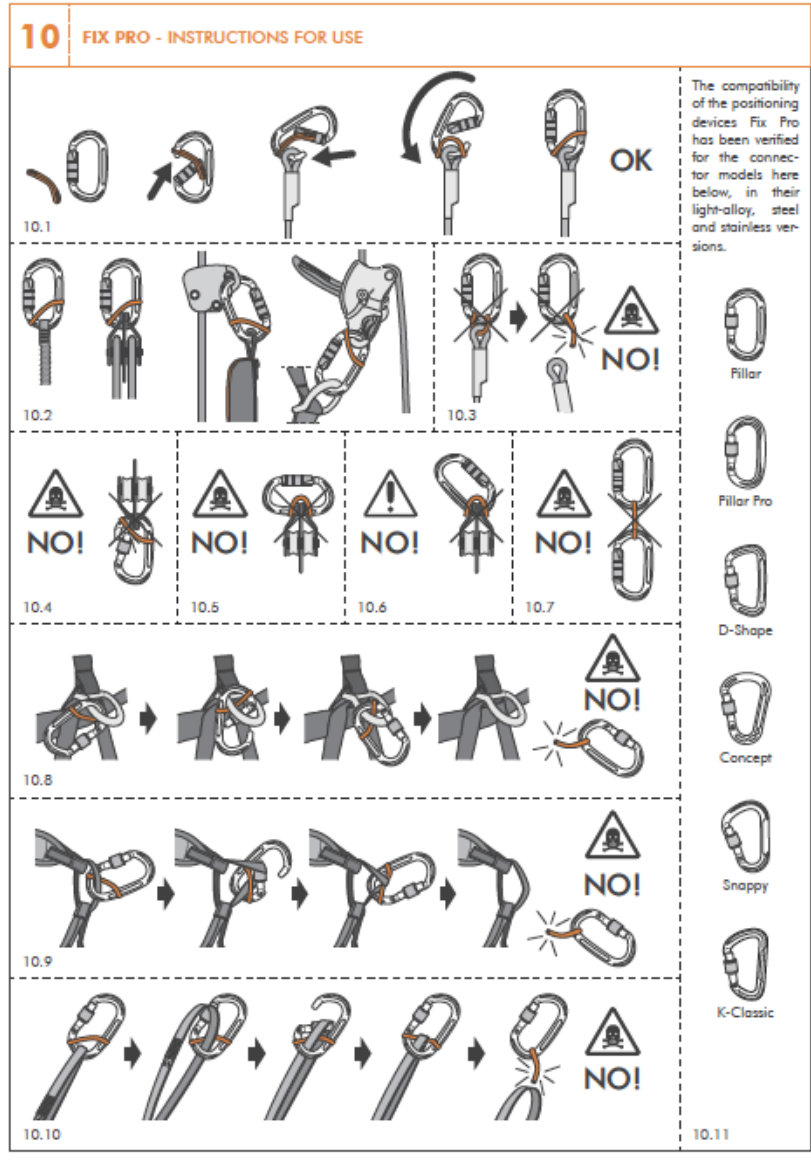 10 FIX PRO - INSTRUCTIONS FOR USE
OK
10.1
10.2
NO!
10.3
NO!
10.4
NO!
10.5
NO!
10.6
NO!
10.7
NO!
10.8
NO!
10.9
NO!
10.10
The compatibility
of the positioning
devices Fix Pro
has been verified
for the connec-
tor models here
below, in their
light-alloy, steel
and stainless ver-
sions.
Pillar
Pillar Pro
D-Shape
Concept
Snappy
K-Classic
10.11